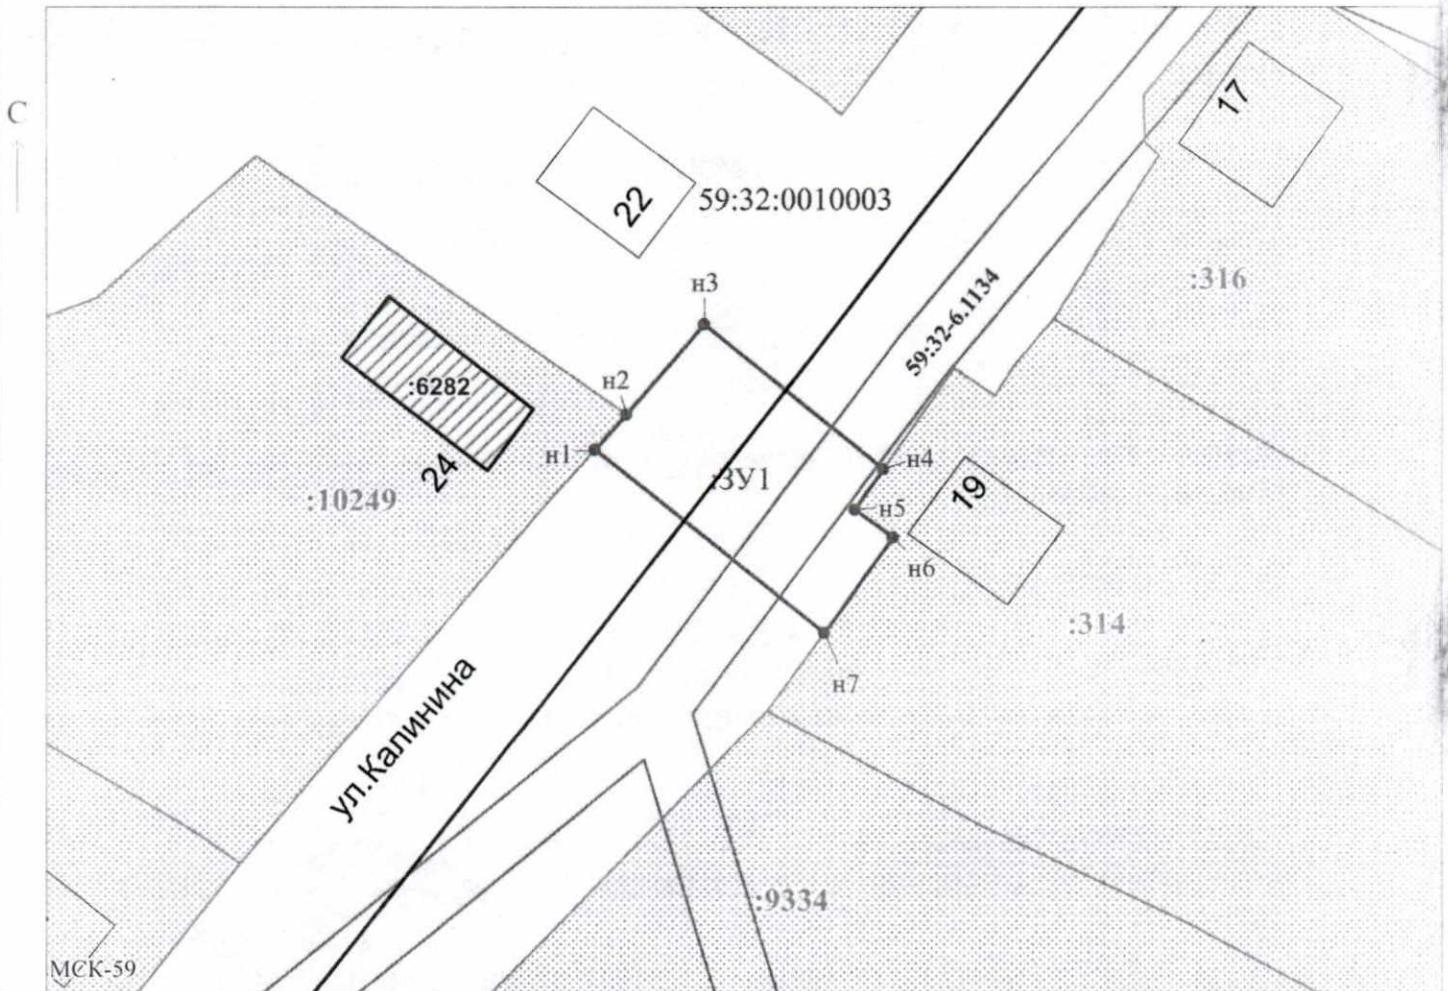 17
С
22
59:32:0010003
:316
н3
59:32-6.1134
н2
:6282
н1
н4
24
:ЗУ1
19
:10249
н5
н6
:314
н7
ул.Калинина
:9334
МСК-59